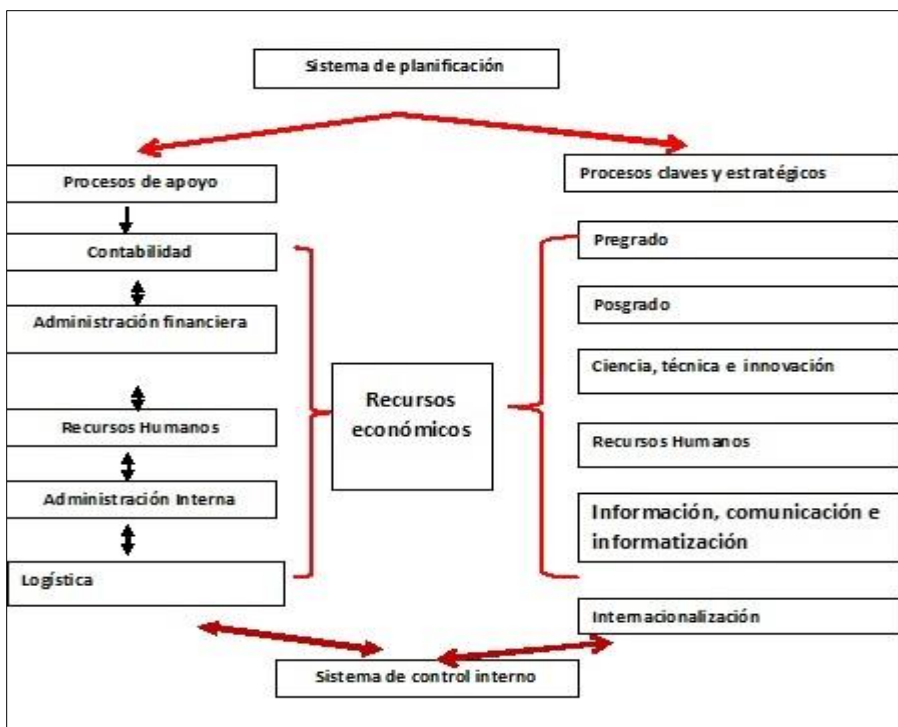 Sistema de planificación
Procesos de apoyo
Contabilidad
Administración financiera
Recursos Humanos
Administración Interna
Logística
Recursos
económicos
Procesos claves y estratégicos
Pregrado
Posgrado
Ciencia, técnica e innovación
Recursos Humanos
Información, comunicación e
informatización
Internacionalización
Sistema de control interno